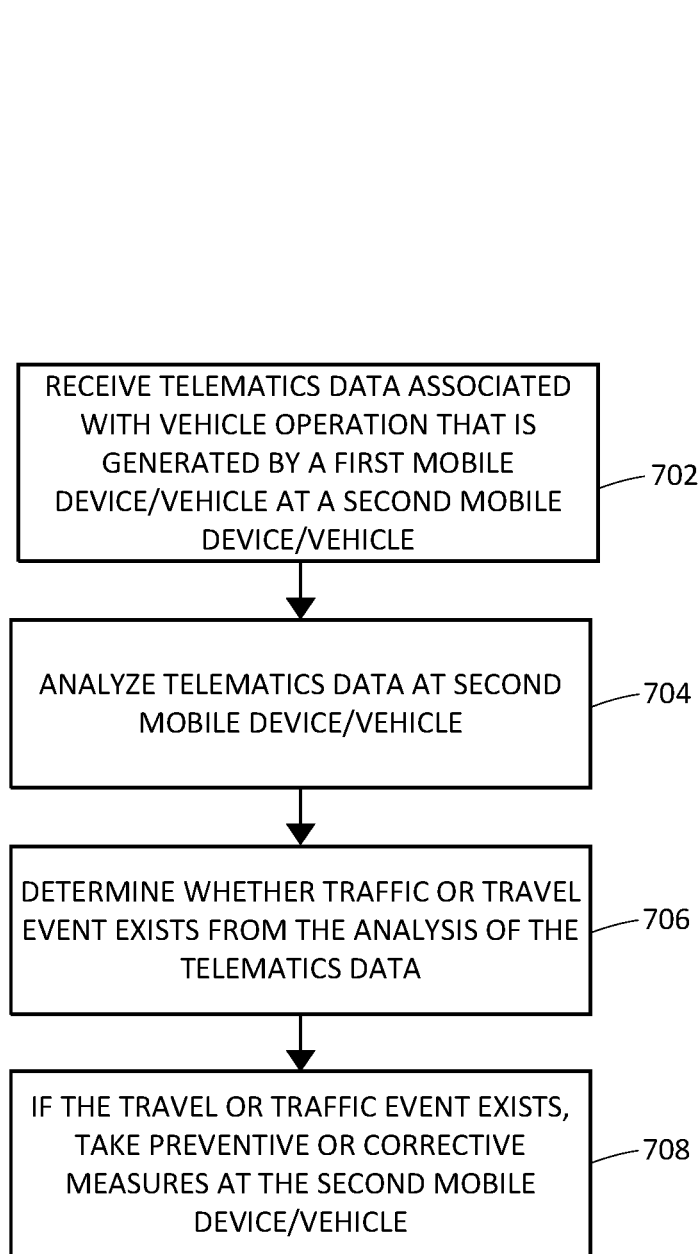 RECEIVE TELEMATICS DATA ASSOCIATED
WITH VEHICLE OPERATION THAT IS
GENERATED BY A FIRST MOBILE
DEVICE/VEHICLE AT A SECOND MOBILE
DEVICE/VEHICLE
702
ANALYZE TELEMATICS DATA AT SECOND
MOBILE DEVICE/VEHICLE
704
DETERMINE WHETHER TRAFFIC OR TRAVEL
EVENT EXISTS FROM THE ANALYSIS OF THE
TELEMATICS DATA
706
IF THE TRAVEL OR TRAFFIC EVENT EXISTS,
TAKE PREVENTIVE OR CORRECTIVE
MEASURES AT THE SECOND MOBILE
DEVICE/VEHICLE
708